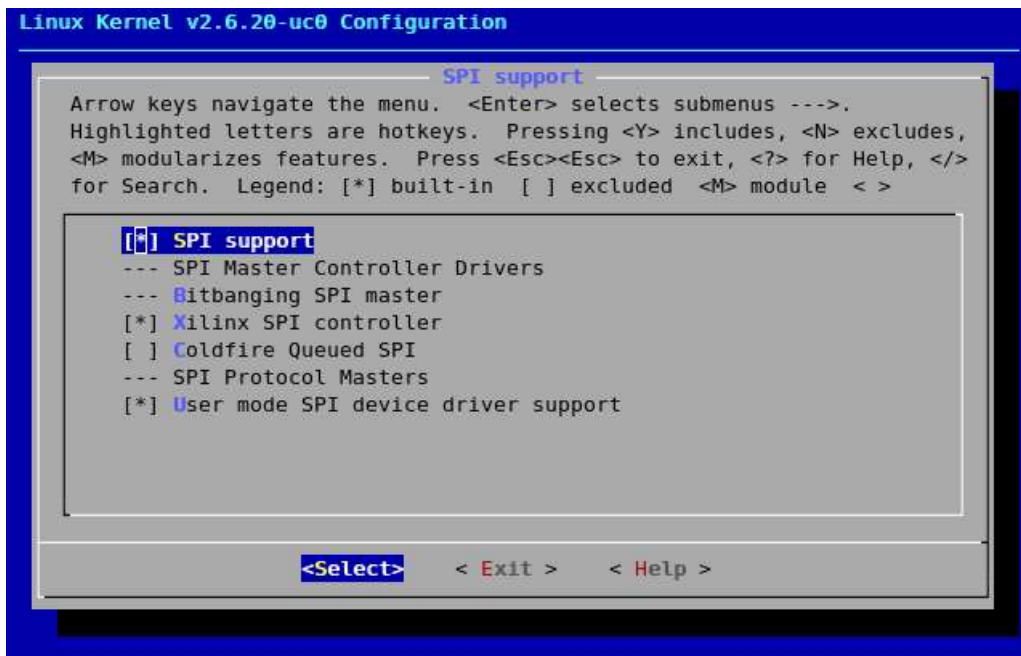 Linux Kernel v2.6.20-uc0 Configuration
SPI support
Arrow keys navigate the menu.  <Enter> selects submenus --->.
Highlighted letters are hotkeys.  Pressing <Y> includes, <N> excludes,
<M> modularizes features.  Press <Esc><Esc> to exit, <?> for Help, </>
for Search.  Legend: [*] built-in  [ ] excluded  <M> module  < >
[*] SPI support
--- SPI Master Controller Drivers
--- Bitbanging SPI master
[*] Xilinx SPI controller
[ ] Coldfire Queued SPI
--- SPI Protocol Masters
[*] User mode SPI device driver support
<Select>    < Exit >    < Help >